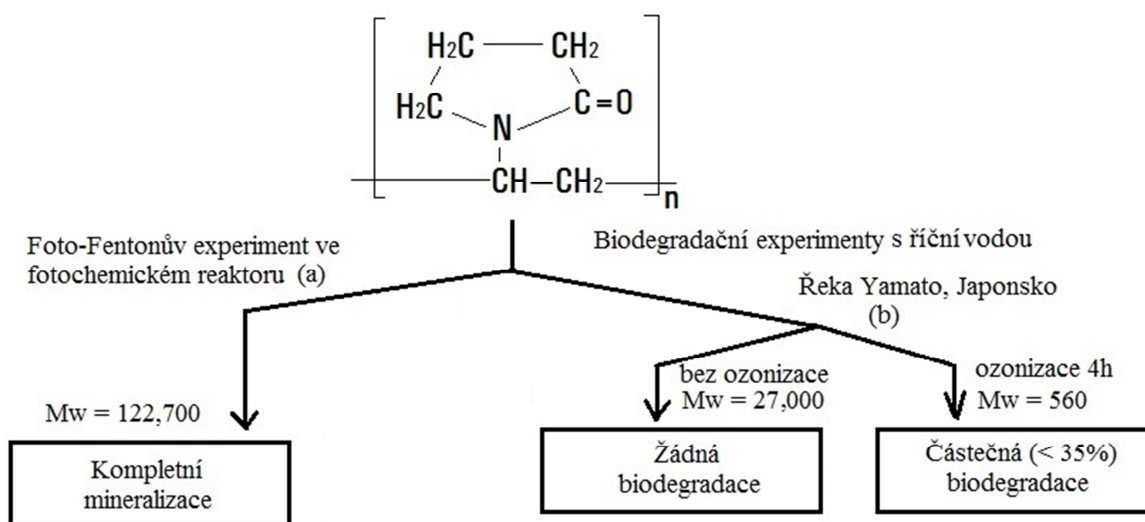 H₂C CH₂
H₂C C=O
N
CH–CH₂
n
Foto-Fentonův experiment ve
fotochemickém reaktoru (a)
Biodegradační experimenty s říční vodou
Řeka Yamato, Japonsko
(b)
Mw = 122,700
bez ozonizace
Mw = 27,000
ozonizace 4h
Mw = 560
Kompletní
mineralizace
Žádná
biodegradace
Částečná (< 35%)
biodegradace